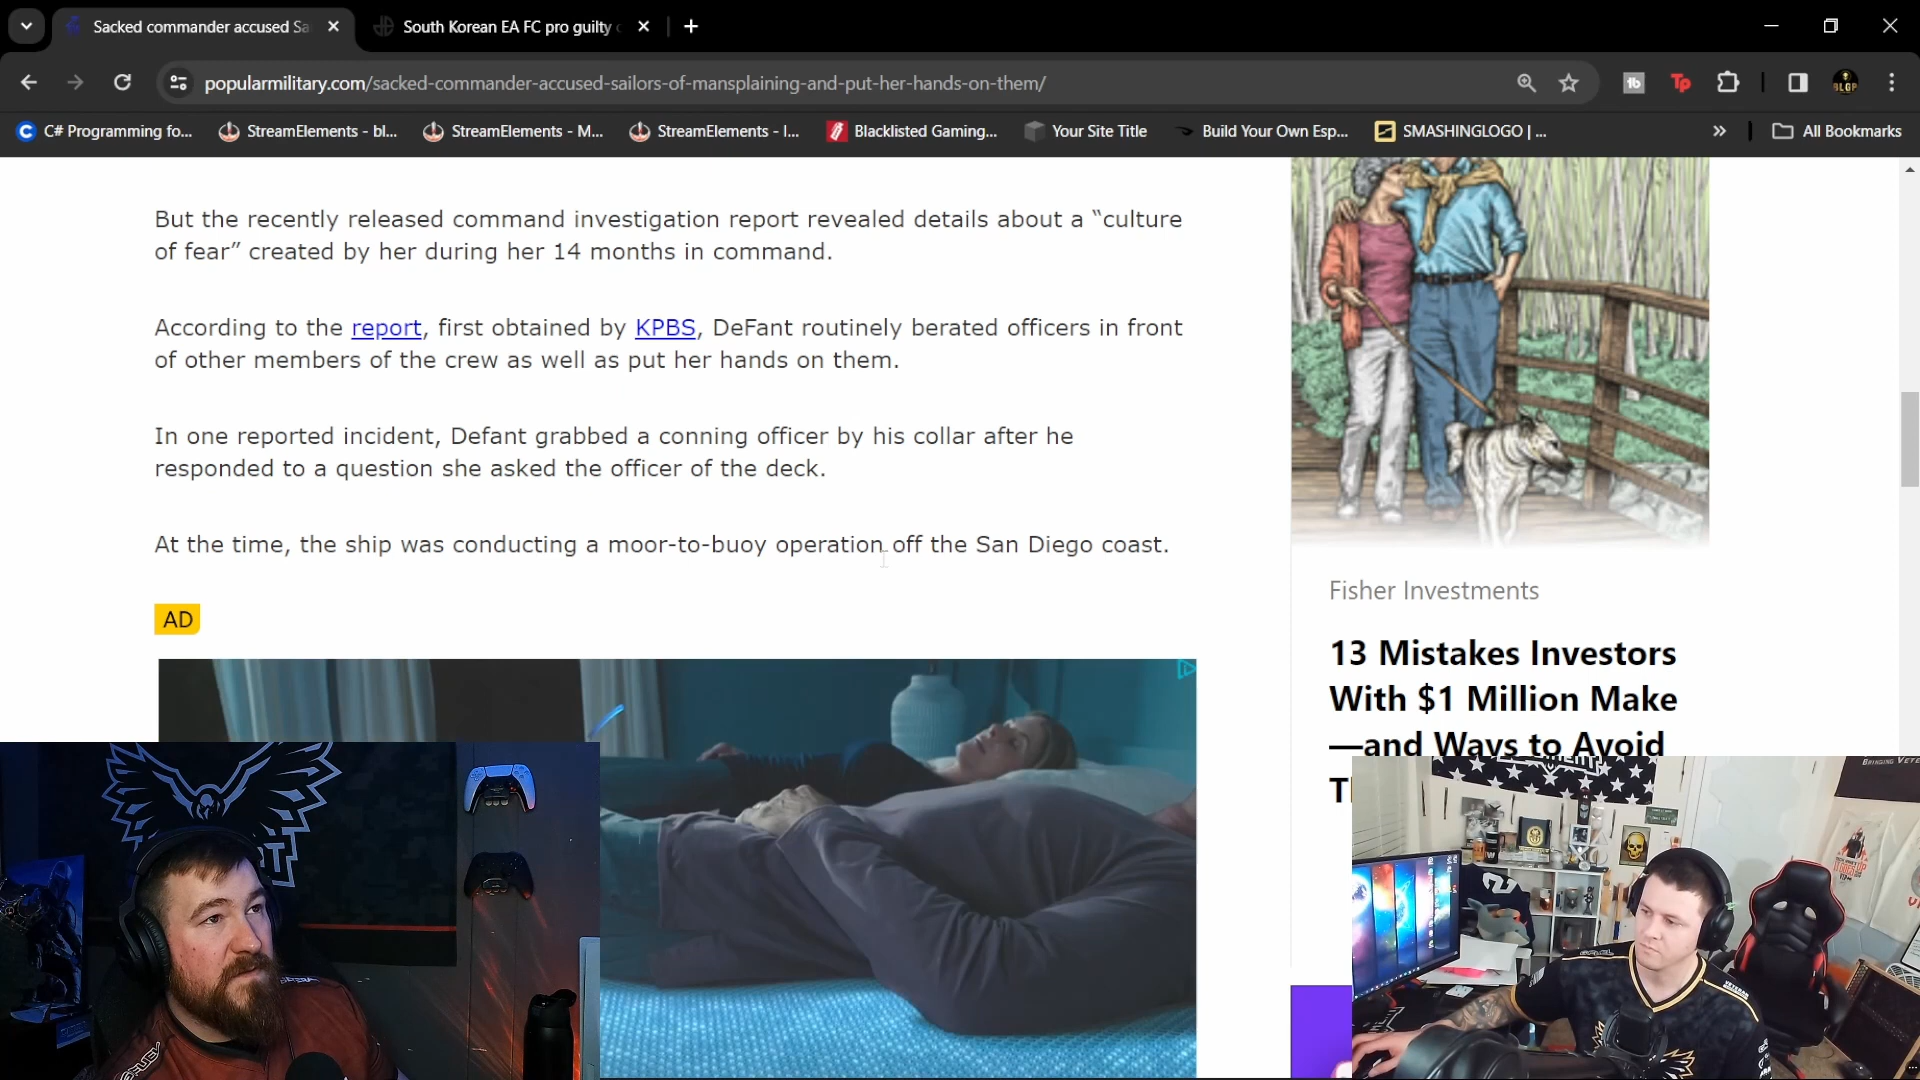 Sacked commander accused Sa
South Korean EA FC pro guilty
popularmilitary.com/sacked-commander-accused-sailors-of-mansplaining-and-put-her-hands-on-them/
tb
Tp
BLGP
C# Programming fo...
StreamElements - bl...
StreamElements - M...
StreamElements - I...
Blacklisted Gaming...
Your Site Title
Build Your Own Esp...
SMASHINGLOGO | ...
All Bookmarks
But the recently released command investigation report revealed details about a “culture
of fear” created by her during her 14 months in command.
According to the report, first obtained by KPBS, DeFant routinely berated officers in front
of other members of the crew as well as put her hands on them.
In one reported incident, Defant grabbed a conning officer by his collar after he
responded to a question she asked the officer of the deck.
At the time, the ship was conducting a moor-to-buoy operation off the San Diego coast.
AD
Fisher Investments
13 Mistakes Investors
With $1 Million Make
—and Ways to Avoid